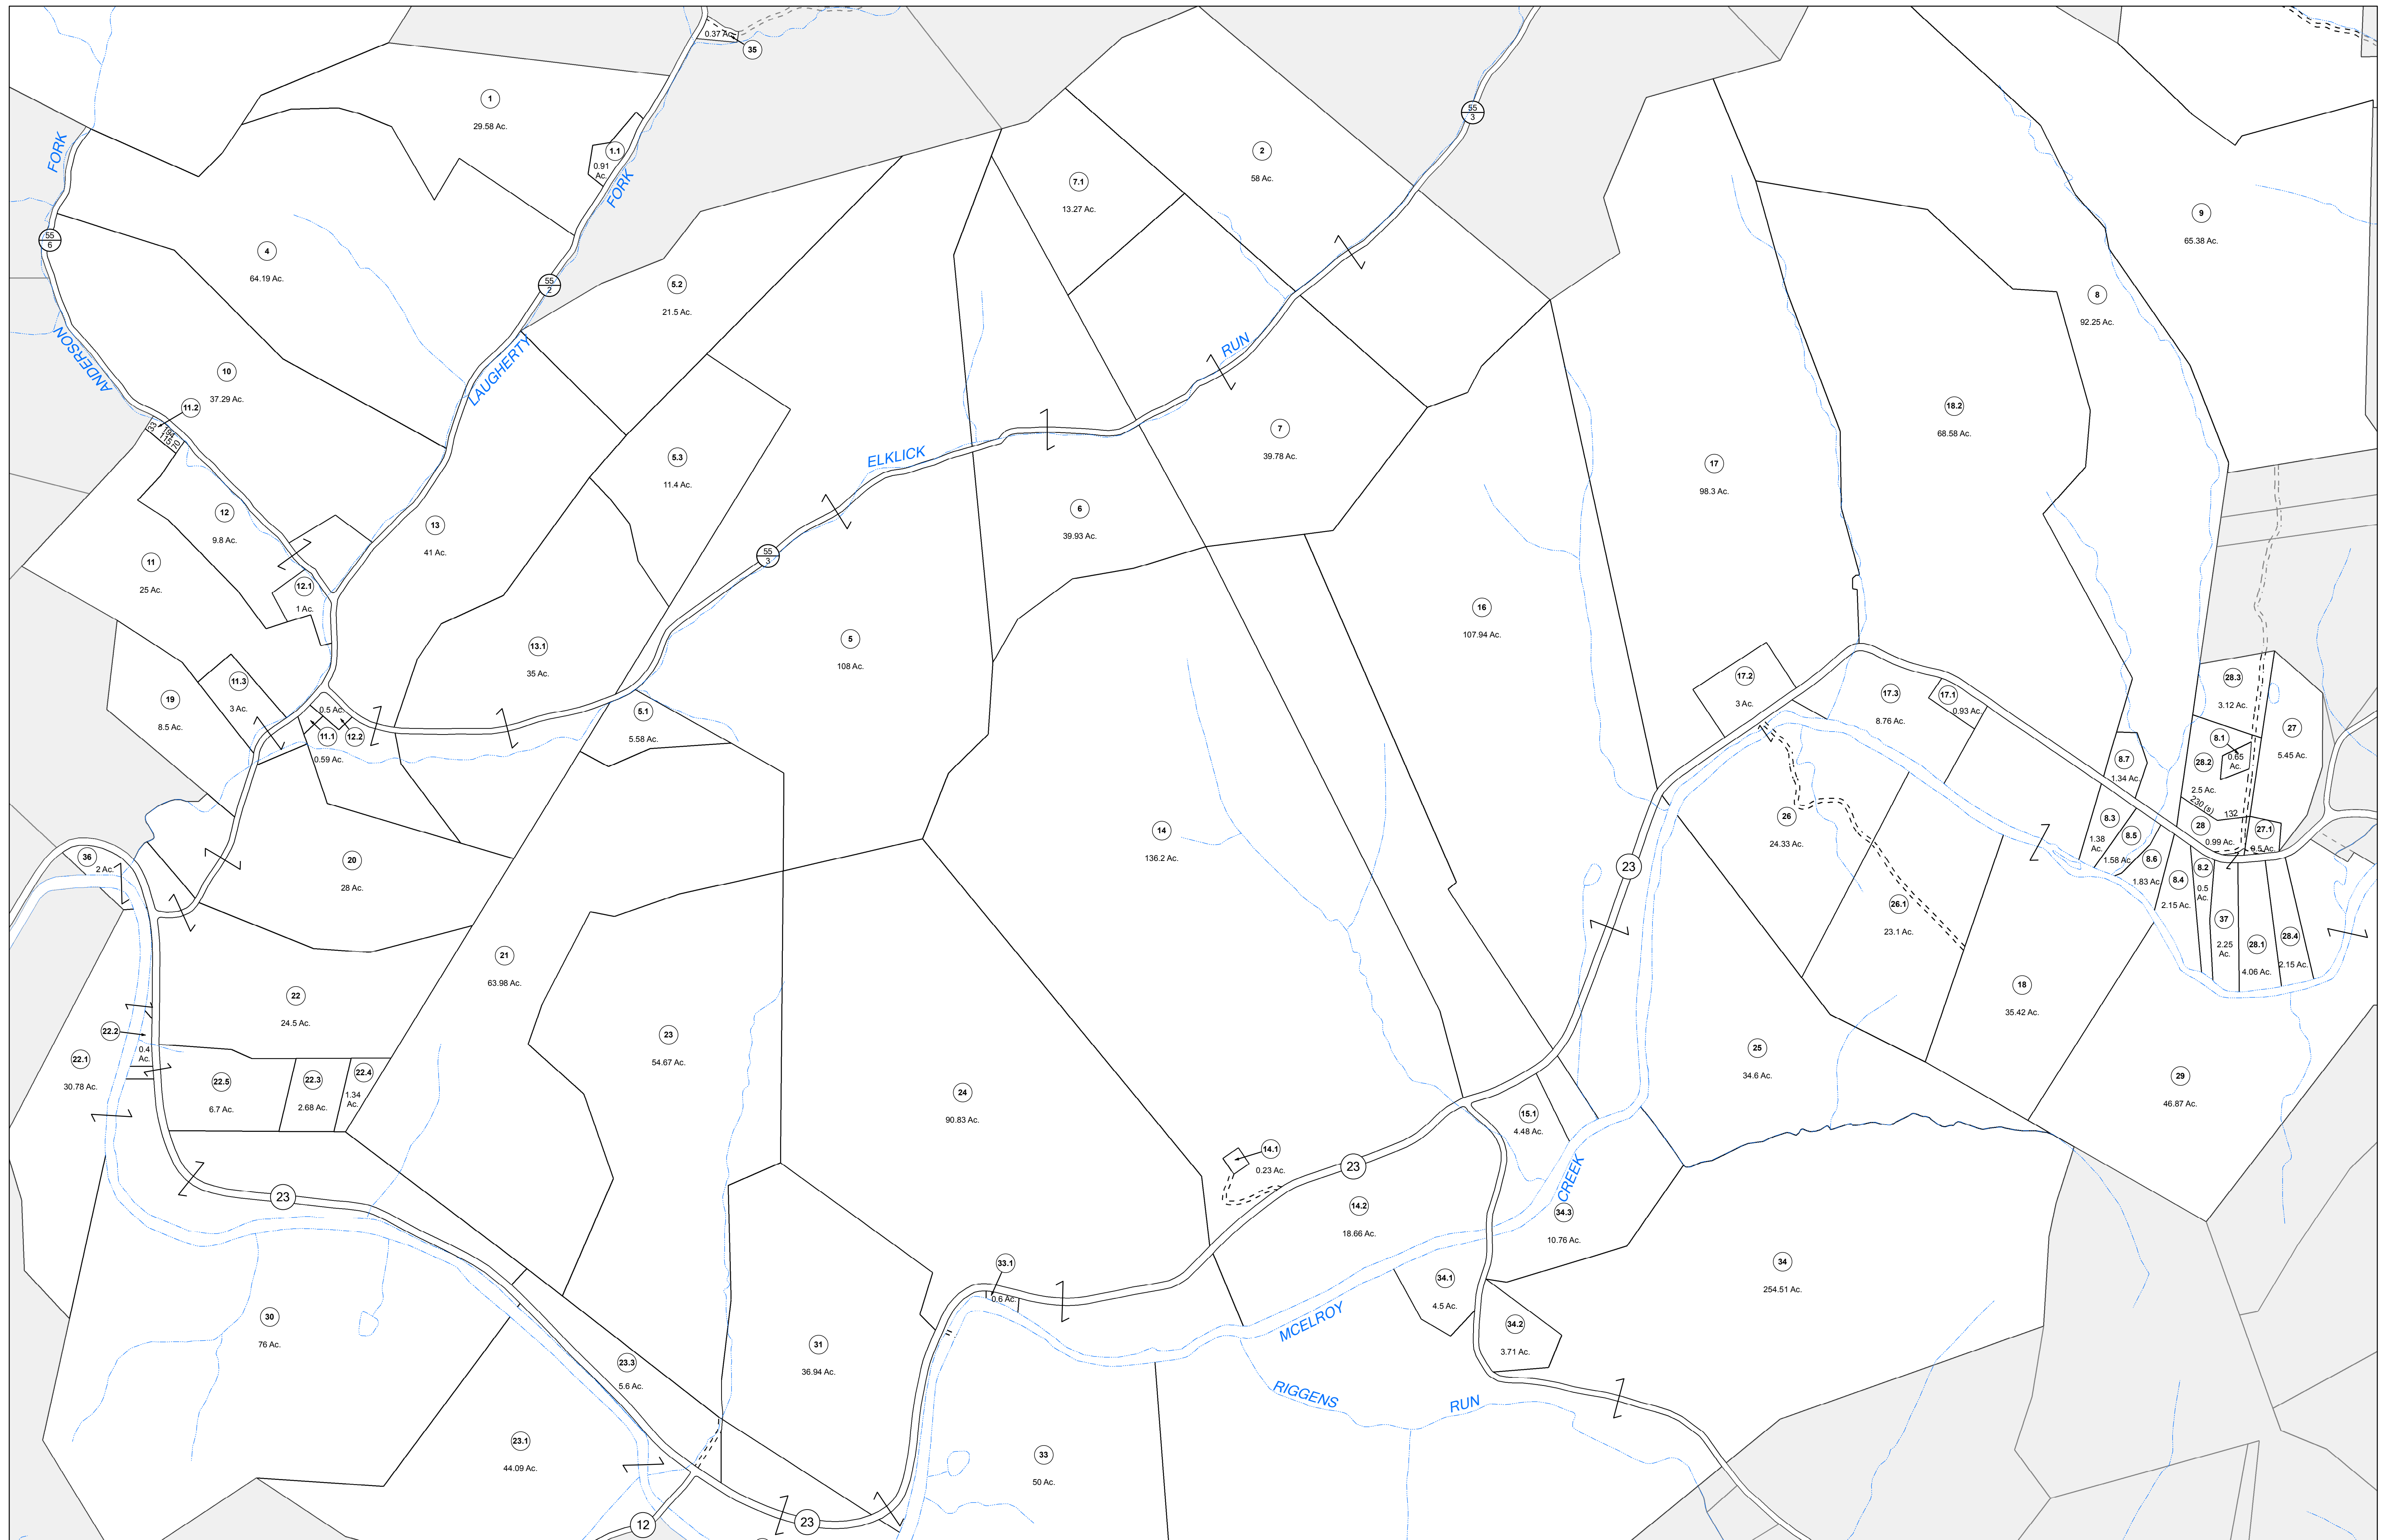 0.37 Ac.
35
1
29.58 Ac.
55
3
FORK
1.1
0.91
Ac.
2
58 Ac.
7.1
13.27 Ac.
FORK
9
65.38 Ac.
55
6
4
64.19 Ac.
55
2
5.2
21.5 Ac.
8
92.25 Ac.
ANDERSON
LAUGHERTY
RUN
10
37.29 Ac.
11.2
33
194
115
70
18.2
68.58 Ac.
7
39.78 Ac.
5.3
11.4 Ac.
ELKLICK
17
98.3 Ac.
12
9.8 Ac.
13
41 Ac.
6
39.93 Ac.
55
3
11
25 Ac.
12.1
1 Ac.
16
107.94 Ac.
13.1
35 Ac.
5
108 Ac.
11.3
3 Ac.
19
8.5 Ac.
0.5 Ac.
11.1
12.2
0.59 Ac.
5.1
5.58 Ac.
17.2
3 Ac.
17.3
8.76 Ac.
17.1
0.93 Ac.
28.3
3.12 Ac.
27
5.45 Ac.
8.1
0.65
Ac.
28.2
2.5 Ac.
8.7
1.34 Ac.
230 (s)
132
26
24.33 Ac.
8.3
1.38
Ac.
8.5
1.58 Ac.
28
0.99 Ac.
27.1
0.5 Ac.
14
136.2 Ac.
36
2 Ac.
20
28 Ac.
23
8.6
1.83 Ac.
8.4
2.15 Ac.
8.2
0.5
Ac.
26.1
23.1 Ac.
37
2.25
Ac.
28.1
4.06 Ac.
28.4
2.15 Ac.
21
63.98 Ac.
22
24.5 Ac.
18
35.42 Ac.
22.2
0.4
Ac.
23
54.67 Ac.
22.1
30.78 Ac.
25
34.6 Ac.
22.5
6.7 Ac.
22.3
2.68 Ac.
22.4
1.34
Ac.
29
46.87 Ac.
24
90.83 Ac.
15.1
4.48 Ac.
14.1
0.23 Ac.
23
CREEK
23
14.2
18.66 Ac.
34.3
10.76 Ac.
33.1
0.6 Ac.
34
254.51 Ac.
34.1
4.5 Ac.
30
76 Ac.
MCELROY
34.2
3.71 Ac.
31
36.94 Ac.
23.3
5.6 Ac.
RIGGENS
RUN
23.1
44.09 Ac.
33
50 Ac.
12
23